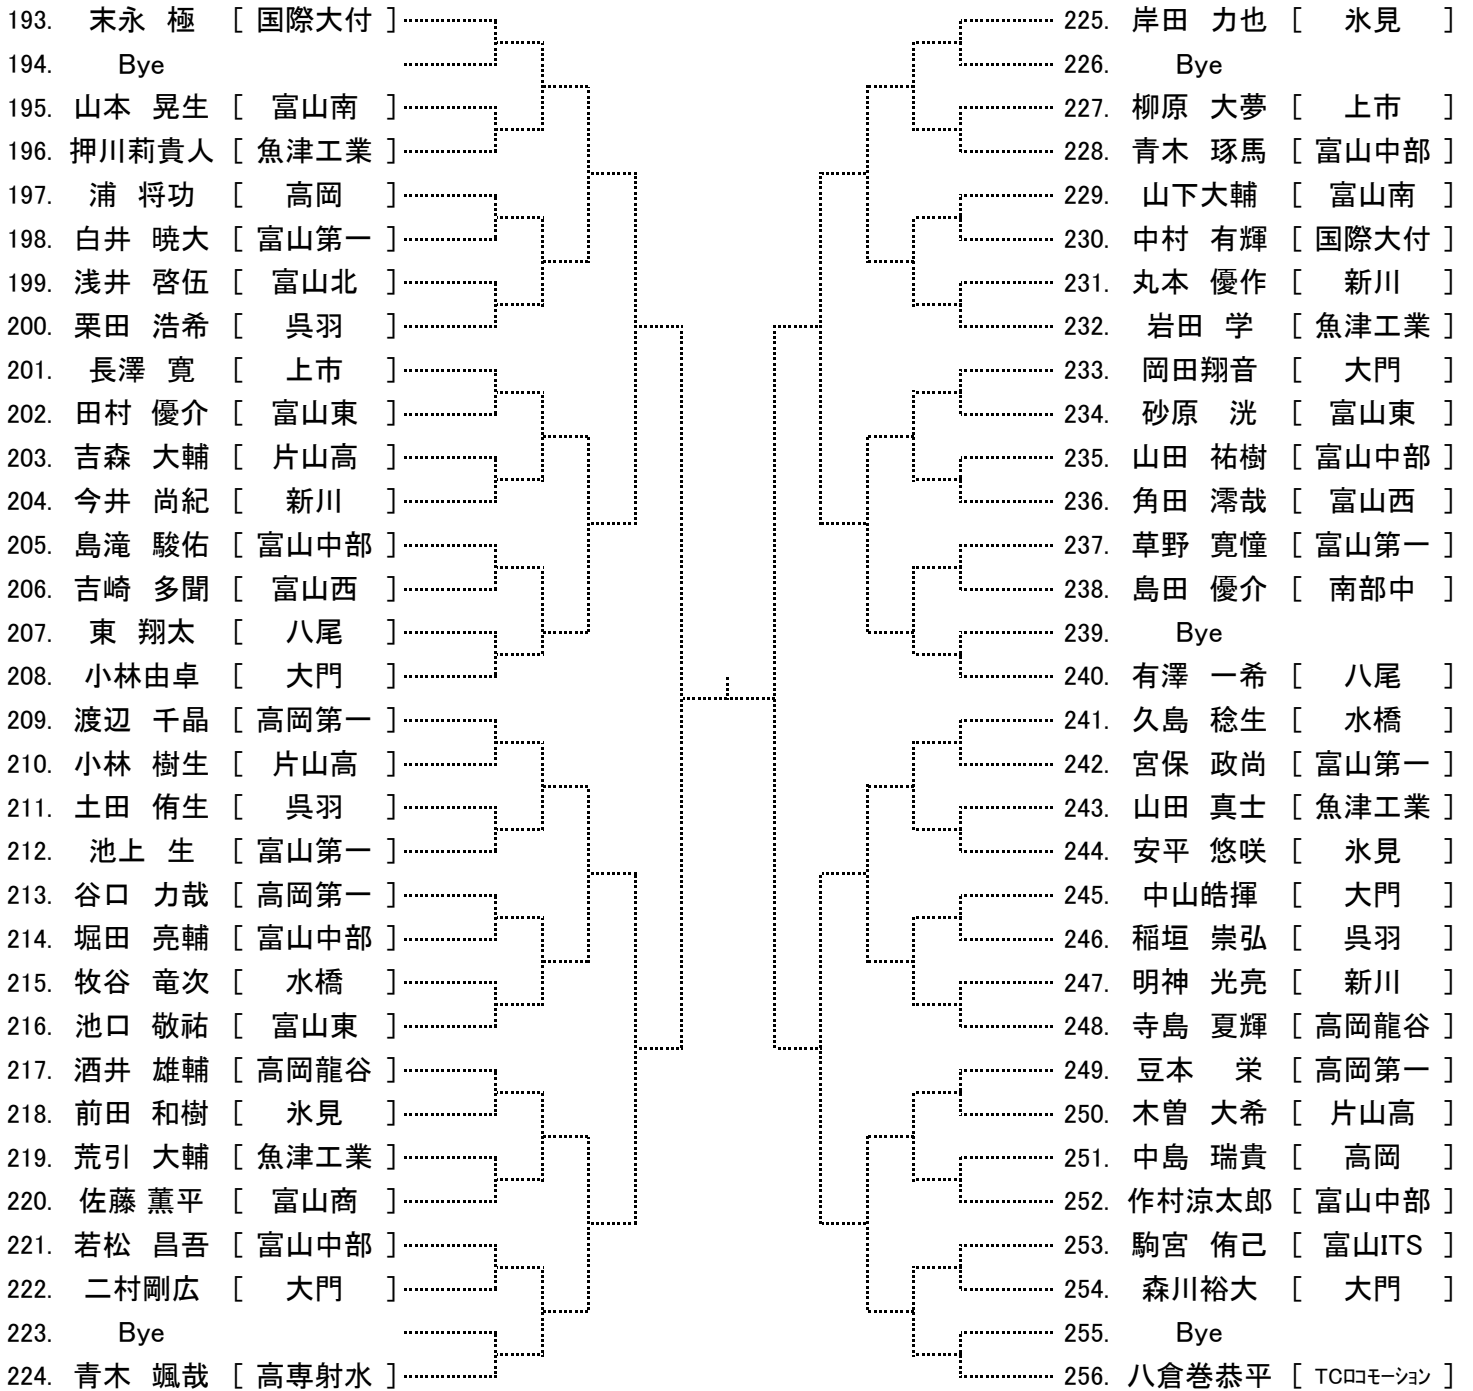 193. 末永 極 [ 国際大付 ]
194. Bye
195. 山本 晃生 [ 富山南 ]
196. 押川莉貴人 [ 魚津工業 ]
197. 浦 将功 [ 高岡 ]
198. 白井 暁大 [ 富山第一 ]
199. 浅井 啓伍 [ 富山北 ]
200. 栗田 浩希 [ 呉羽 ]
201. 長澤 寛 [ 上市 ]
202. 田村 優介 [ 富山東 ]
203. 吉森 大輔 [ 片山高 ]
204. 今井 尚紀 [ 新川 ]
205. 島滝 駿佑 [ 富山中部 ]
206. 吉崎 多聞 [ 富山西 ]
207. 東 翔太 [ 八尾 ]
208. 小林由卓 [ 大門 ]
209. 渡辺 千晶 [ 高岡第一 ]
210. 小林 樹生 [ 片山高 ]
211. 土田 侑生 [ 呉羽 ]
212. 池上 生 [ 富山第一 ]
213. 谷口 力哉 [ 高岡第一 ]
214. 堀田 亮輔 [ 富山中部 ]
215. 牧谷 竜次 [ 水橋 ]
216. 池口 敬祐 [ 富山東 ]
217. 酒井 雄輔 [ 高岡龍谷 ]
218. 前田 和樹 [ 氷見 ]
219. 荒引 大輔 [ 魚津工業 ]
220. 佐藤 薫平 [ 富山商 ]
221. 若松 昌吾 [ 富山中部 ]
222. 二村剛広 [ 大門 ]
223. Bye
224. 青木 颯哉 [ 高専射水 ]
225. 岸田 力也 [ 氷見 ]
226. Bye
227. 柳原 大夢 [ 上市 ]
228. 青木 琢馬 [ 富山中部 ]
229. 山下大輔 [ 富山南 ]
230. 中村 有輝 [ 国際大付 ]
231. 丸本 優作 [ 新川 ]
232. 岩田 学 [ 魚津工業 ]
233. 岡田翔音 [ 大門 ]
234. 砂原 洸 [ 富山東 ]
235. 山田 祐樹 [ 富山中部 ]
236. 角田 澪哉 [ 富山西 ]
237. 草野 寛憧 [ 富山第一 ]
238. 島田 優介 [ 南部中 ]
239. Bye
240. 有澤 一希 [ 八尾 ]
241. 久島 稔生 [ 水橋 ]
242. 宮保 政尚 [ 富山第一 ]
243. 山田 真士 [ 魚津工業 ]
244. 安平 悠咲 [ 氷見 ]
245. 中山皓揮 [ 大門 ]
246. 稲垣 崇弘 [ 呉羽 ]
247. 明神 光亮 [ 新川 ]
248. 寺島 夏輝 [ 高岡龍谷 ]
249. 豆本 栄 [ 高岡第一 ]
250. 木曽 大希 [ 片山高 ]
251. 中島 瑞貴 [ 高岡 ]
252. 作村涼太郎 [ 富山中部 ]
253. 駒宮 侑己 [ 富山ITS ]
254. 森川裕大 [ 大門 ]
255. Bye
256. 八倉巻恭平 [ TCロコモーション ]